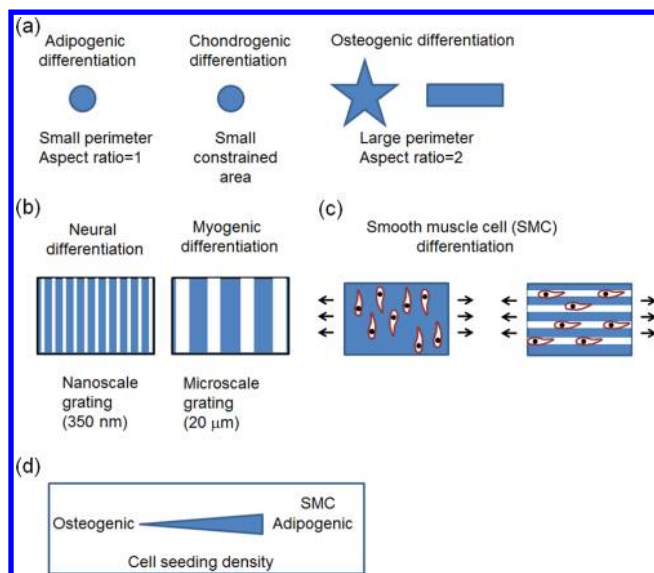 (a)
Adipogenic
differentiation
Chondrogenic
differentiation
Osteogenic differentiation
Small perimeter
Aspect ratio=1
Small
constrained
area
Large perimeter
Aspect ratio=2
(b)
Neural
differentiation
Myogenic
differentiation
Nanoscale
grating
(350 nm)
Microscale
grating
(20 μm)
(c)
Smooth muscle cell (SMC)
differentiation
(d)
Osteogenic
SMC
Adipogenic
Cell seeding density